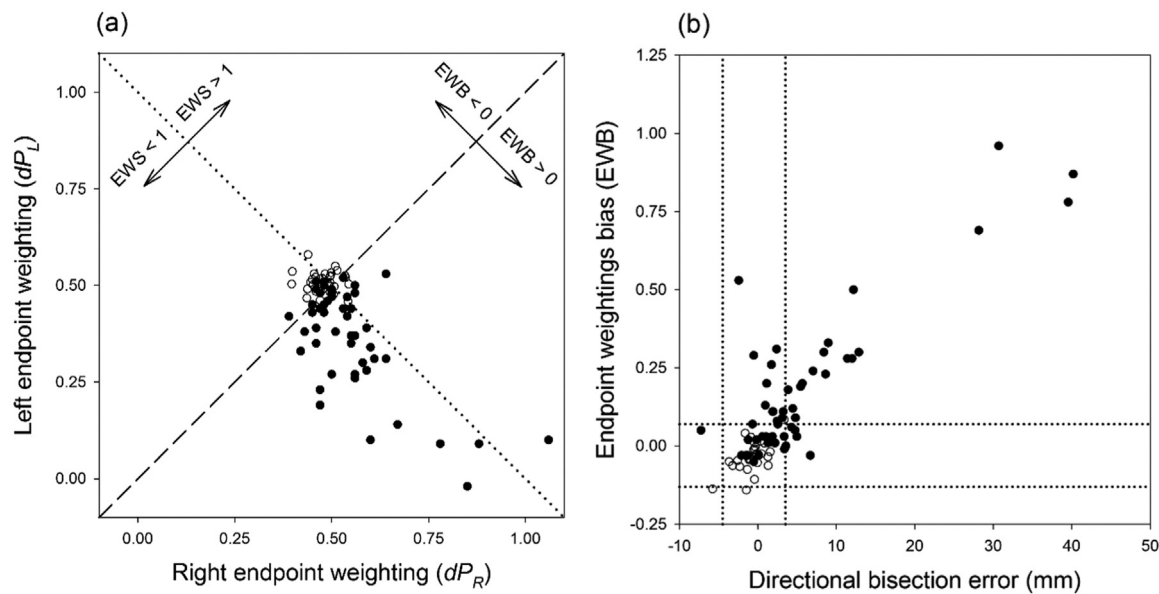 (a)
EWS < 1 EWS > 1
EWB < 0 EWB > 0
1.00
0.75
0.50
0.25
0.00
Left endpoint weighting (dP_L)
0.00 0.25 0.50 0.75 1.00
Right endpoint weighting (dP_R)
(b)
1.25
1.00
0.75
0.50
0.25
0.00
-0.25
Endpoint weightings bias (EWB)
-10 0 10 20 30 40 50
Directional bisection error (mm)